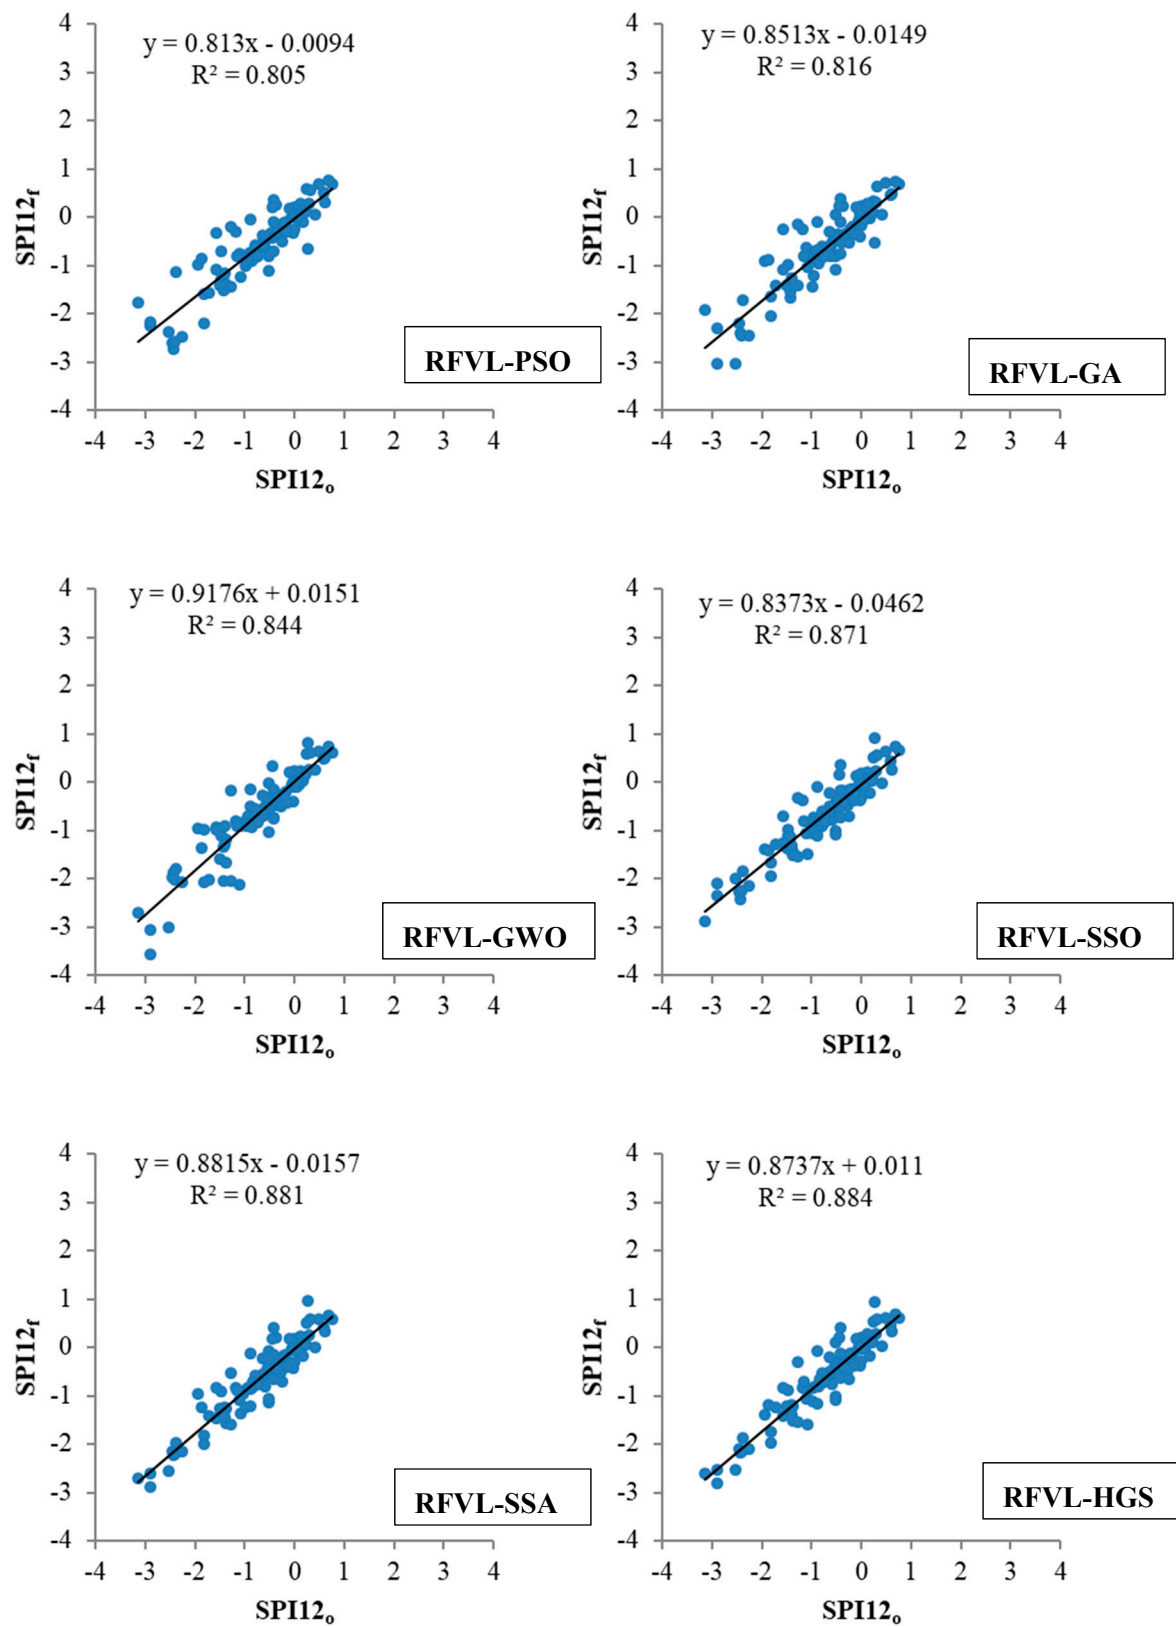 y = 0.813x - 0.0094
R² = 0.805
4
3
2
1
0
-1
-2
-3
-4
SPI12f
-4 -3 -2 -1 0 1 2 3 4
SPI12o
RFVL-PSO
y = 0.8513x - 0.0149
R² = 0.816
4
3
2
1
0
-1
-2
-3
-4
SPI12f
-4 -3 -2 -1 0 1 2 3 4
SPI12o
RFVL-GA
y = 0.9176x + 0.0151
R² = 0.844
4
3
2
1
0
-1
-2
-3
-4
SPI12f
-4 -3 -2 -1 0 1 2 3 4
SPI12o
RFVL-GWO
y = 0.8373x - 0.0462
R² = 0.871
4
3
2
1
0
-1
-2
-3
-4
SPI12f
-4 -3 -2 -1 0 1 2 3 4
SPI12o
RFVL-SSO
y = 0.8815x - 0.0157
R² = 0.881
4
3
2
1
0
-1
-2
-3
-4
SPI12f
-4 -3 -2 -1 0 1 2 3 4
SPI12o
RFVL-SSA
y = 0.8737x + 0.011
R² = 0.884
4
3
2
1
0
-1
-2
-3
-4
SPI12f
-4 -3 -2 -1 0 1 2 3 4
SPI12o
RFVL-HGS